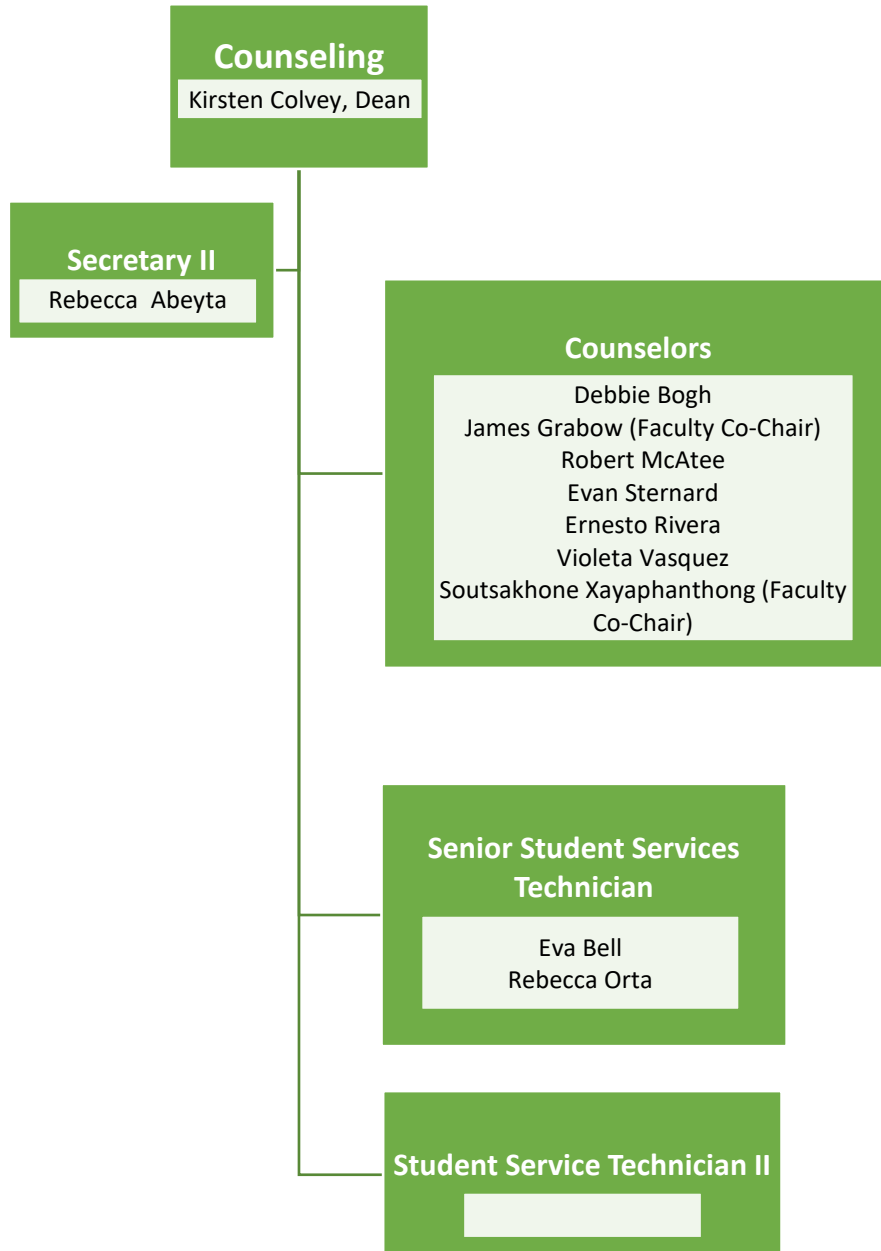 Counseling
Kirsten Colvey, Dean
Secretary II
Rebecca  Abeyta
Counselors
Debbie Bogh
James Grabow (Faculty Co-Chair)
Robert McAtee
Evan Sternard
Ernesto Rivera
Violeta Vasquez
Soutsakhone Xayaphanthong (Faculty
Co-Chair)
Senior Student Services
Technician
Eva Bell
Rebecca Orta
Student Service Technician II